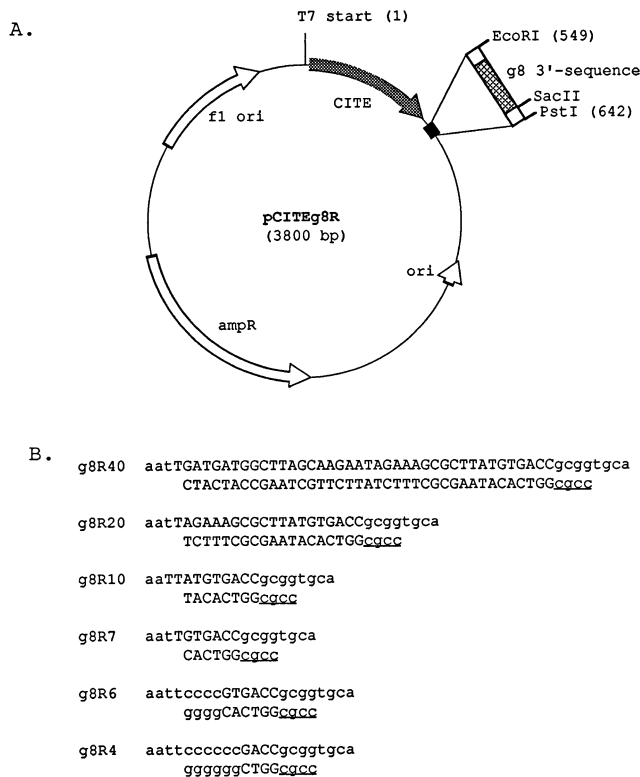 A.
T7 start (1)
EcoRI (549)
g8 3'-sequence
SacII
PstI (642)
CITE
f1 ori
pCITEg8R
(3800 bp)
ori
ampR
B.
g8R40 aatTGATGATGGCTTAGCAAGAATAGAAAGCGCTTATGTGACCgcggtgca
CTACTACCGAATCGTTCTTATCTTTCGCGAATACACTGGcgcc
g8R20 aatTAGAAAGCGCTTATGTGACCgcggtgca
TCTTTCGCGAATACACTGGcgcc
g8R10 aaTTATGTGACCgcggtgca
TACACTGGcgcc
g8R7 aatTGTGACCgcggtgca
CACTGGcgcc
g8R6 aattccccGTGACCgcggtgca
ggggCACTGGcgcc
g8R4 aattccccccGACCgcggtgca
ggggggCTGGcgcc